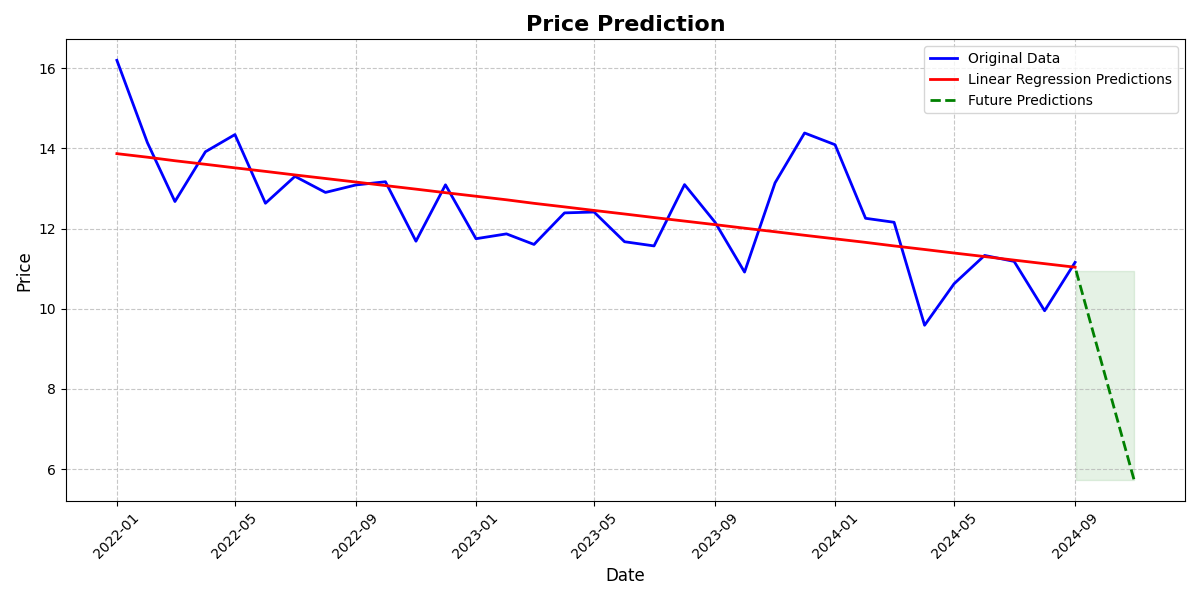 Price Prediction
Original Data
Linear Regression Predictions
Future Predictions
Price
16
14
12
10
8
6
2022-01
2022-05
2022-09
2023-01
2023-05
2023-09
2024-01
2024-05
2024-09
Date